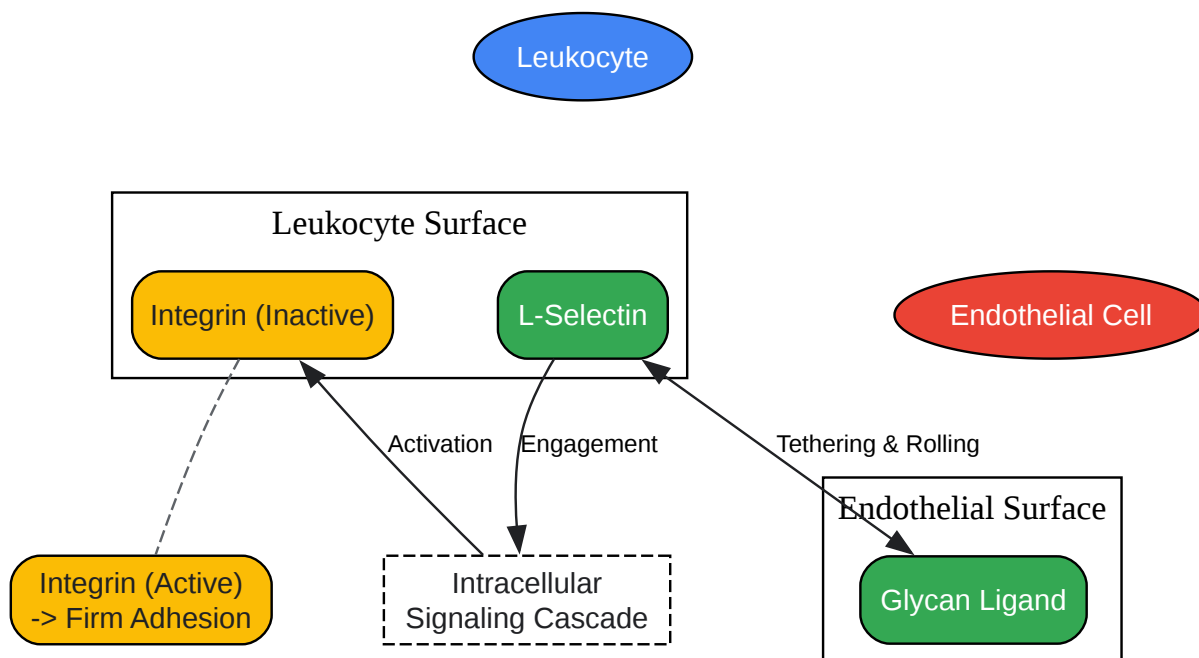 Leukocyte
Leukocyte Surface
Integrin (Inactive)
L-Selectin
Endothelial Cell
Activation
Engagement
Tethering & Rolling
Endothelial Surface
Integrin (Active)
-> Firm Adhesion
Intracellular
Signaling Cascade
Glycan Ligand